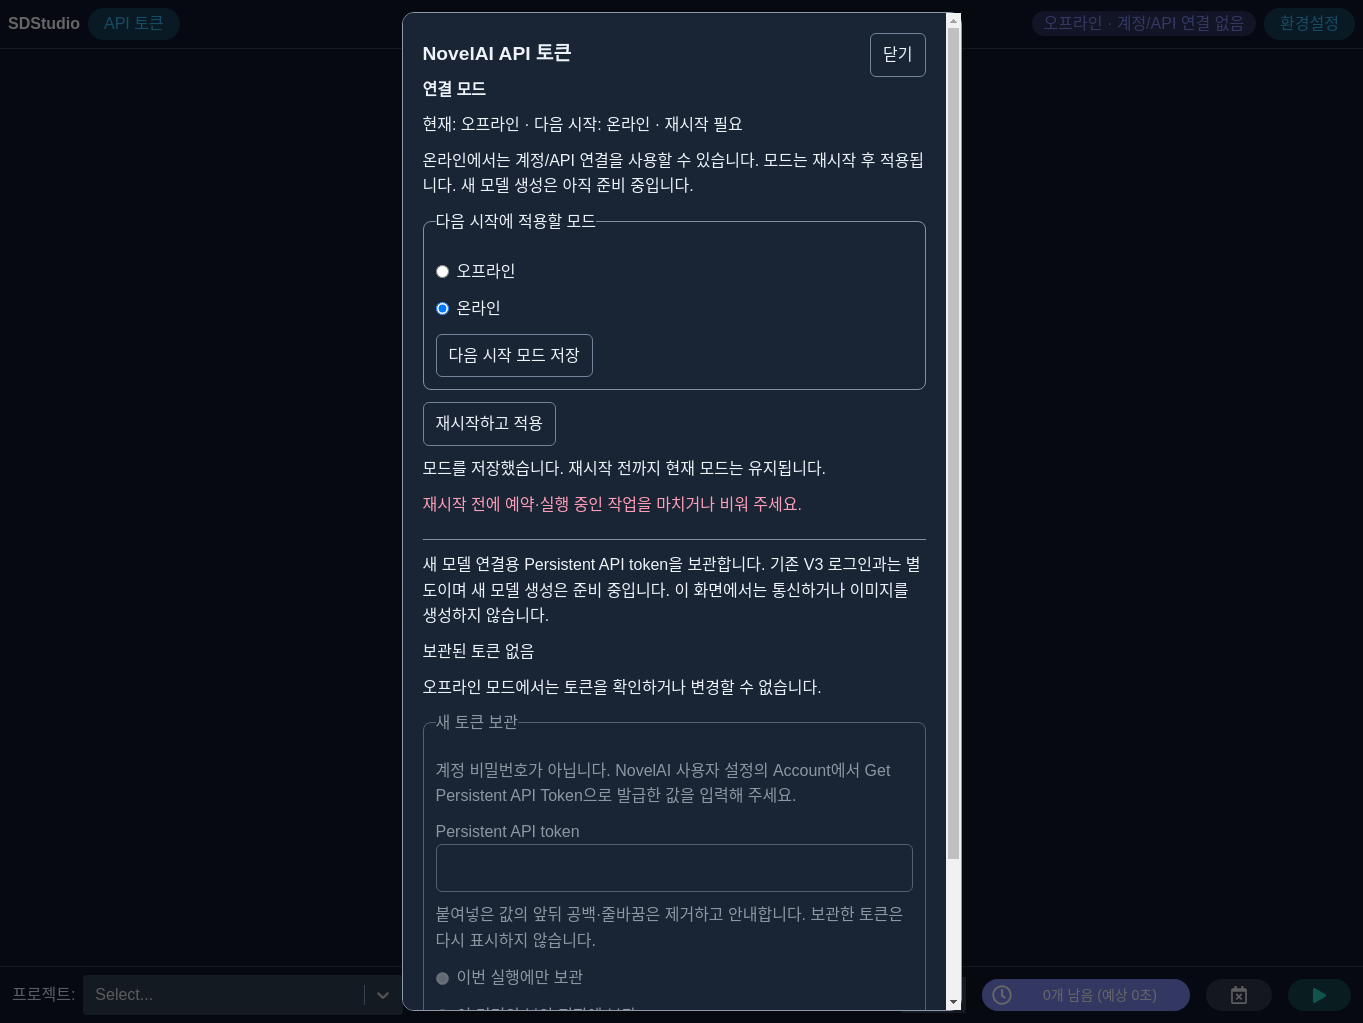 SDStudio API 토큰 오프라인 · 계정/API 연결 없음 환경설정
NovelAI API 토큰
닫기
연결 모드
현재: 오프라인 · 다음 시작: 온라인 · 재시작 필요
온라인에서는 계정/API 연결을 사용할 수 있습니다. 모드는 재시작 후 적용됩
니다. 새 모델 생성은 아직 준비 중입니다.
다음 시작에 적용할 모드
오프라인
온라인
다음 시작 모드 저장
재시작하고 적용
모드를 저장했습니다. 재시작 전까지 현재 모드는 유지됩니다.
재시작 전에 예약·실행 중인 작업을 마치거나 비워 주세요.
새 모델 연결용 Persistent API token을 보관합니다. 기존 V3 로그인과는 별
도이며 새 모델 생성은 준비 중입니다. 이 화면에서는 통신하거나 이미지를
생성하지 않습니다.
보관된 토큰 없음
오프라인 모드에서는 토큰을 확인하거나 변경할 수 없습니다.
새 토큰 보관
계정 비밀번호가 아닙니다. NovelAI 사용자 설정의 Account에서 Get
Persistent API Token으로 발급한 값을 입력해 주세요.
Persistent API token
붙여넣은 값의 앞뒤 공백·줄바꿈은 제거하고 안내합니다. 보관한 토큰은
다시 표시하지 않습니다.
이번 실행에만 보관
프로젝트: Select... 0개 남음 (예상 0초)